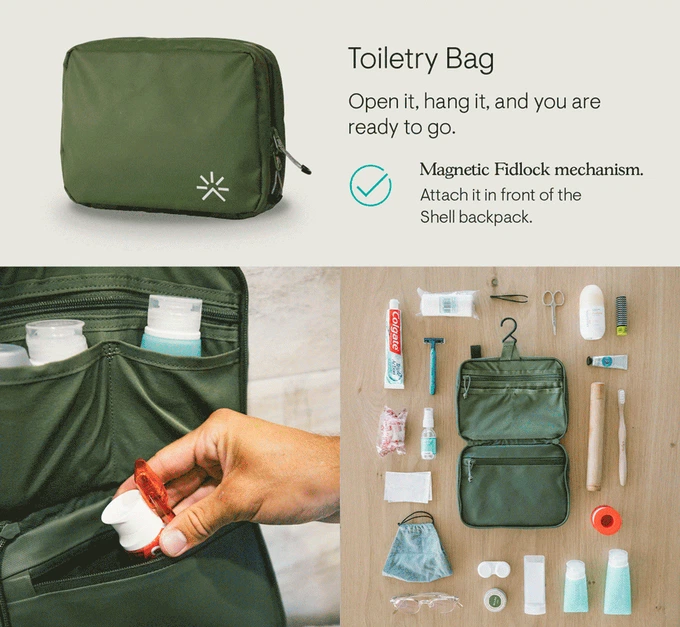 Toiletry Bag
Open it, hang it, and you are
ready to go.
Magnetic Fidlock mechanism.
Attach it in front of the
Shell backpack.
Colgate